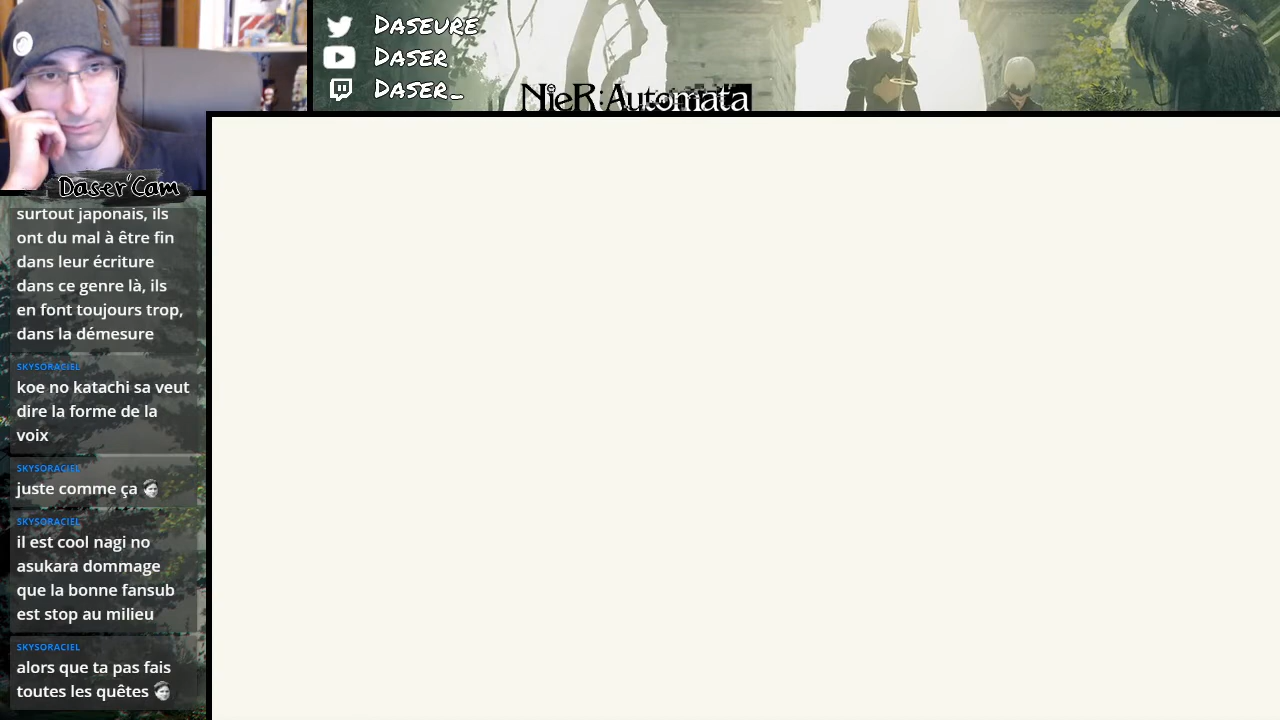 DASEURE
DASER
DASER_
NieR:Automata
Daser'Cam
surtout japonais, ils
ont du mal à être fin
dans leur écriture
dans ce genre là, ils
en font toujours trop,
dans la démesure
SKYSORACIEL
koe no katachi sa veut
dire la forme de la
voix
SKYSORACIEL
juste comme ça
SKYSORACIEL
il est cool nagi no
asukara dommage
que la bonne fansub
est stop au milieu
SKYSORACIEL
alors que ta pas fais
toutes les quêtes